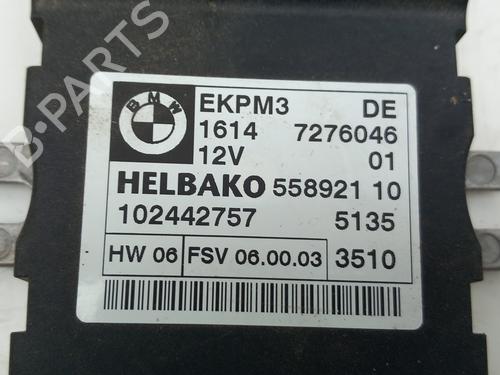 B-PARTS
BMW
EKPM3 DE
1614 7276046
12V 01
HELBAKO 558921 10
102442757 5135
HW 06 FSV 06.00.03 3510